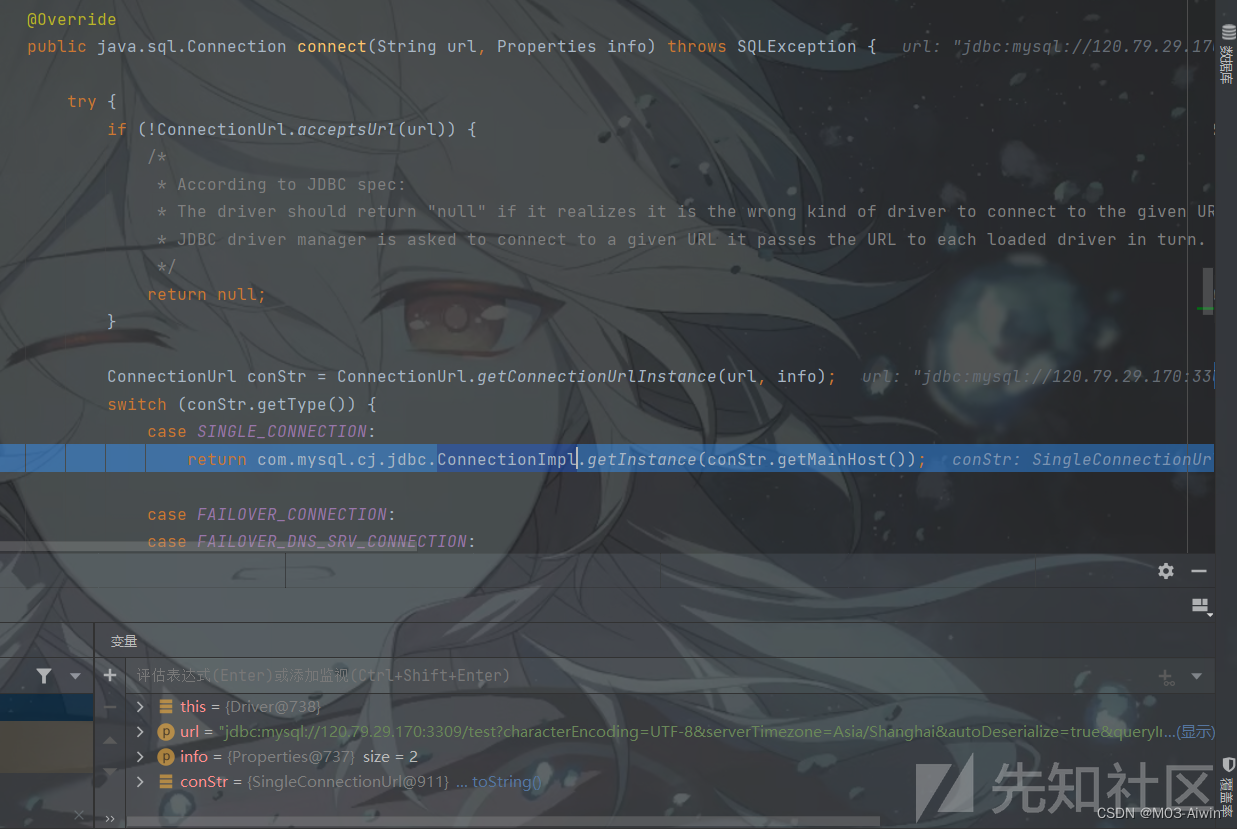 @Override
public java.sql.Connection connect(String url, Properties info) throws SQLException {   url: "jdbc:mysql://120.79.29.17
try {
if (!ConnectionUrl.acceptsUrl(url)) {
/*
* According to JDBC spec:
* The driver should return "null" if it realizes it is the wrong kind of driver to connect to the given UR
* JDBC driver manager is asked to connect to a given URL it passes the URL to each loaded driver in turn.
*/
return null;
}
ConnectionUrl conStr = ConnectionUrl.getConnectionUrlInstance(url, info);   url: "jdbc:mysql://120.79.29.170:33
switch (conStr.getType()) {
case SINGLE_CONNECTION:
return com.mysql.cj.jdbc.ConnectionImpl.getInstance(conStr.getMainHost());   conStr: SingleConnectionUr
case FAILOVER_CONNECTION:
case FAILOVER_DNS_SRV_CONNECTION:
数据库
变量
评估表达式(Enter)或添加监视(Ctrl+Shift+Enter)
this = {Driver@738}
url = "jdbc:mysql://120.79.29.170:3309/test?characterEncoding=UTF-8&serverTimezone=Asia/Shanghai&autoDeserialize=true&queryI...(显示)
info = {Properties@737} size = 2
conStr = {SingleConnectionUrl@911} ... toString()
覆盖率
先知社区
CSDN @M03-Aiwin